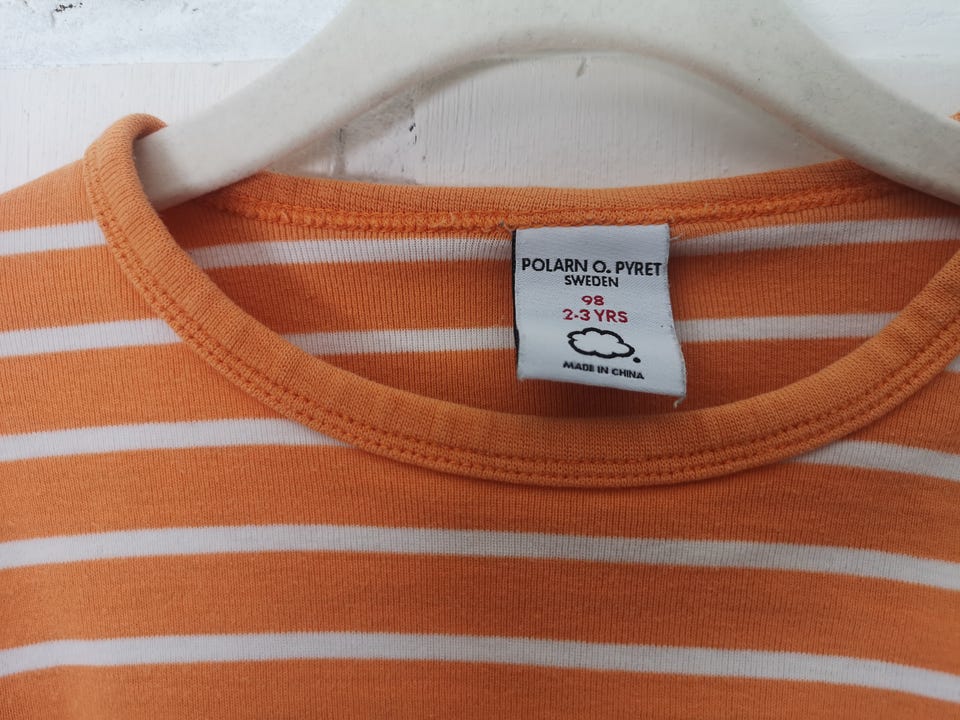 POLARN O. PYRET
SWEDEN
98
2-3 YRS
MADE IN CHINA